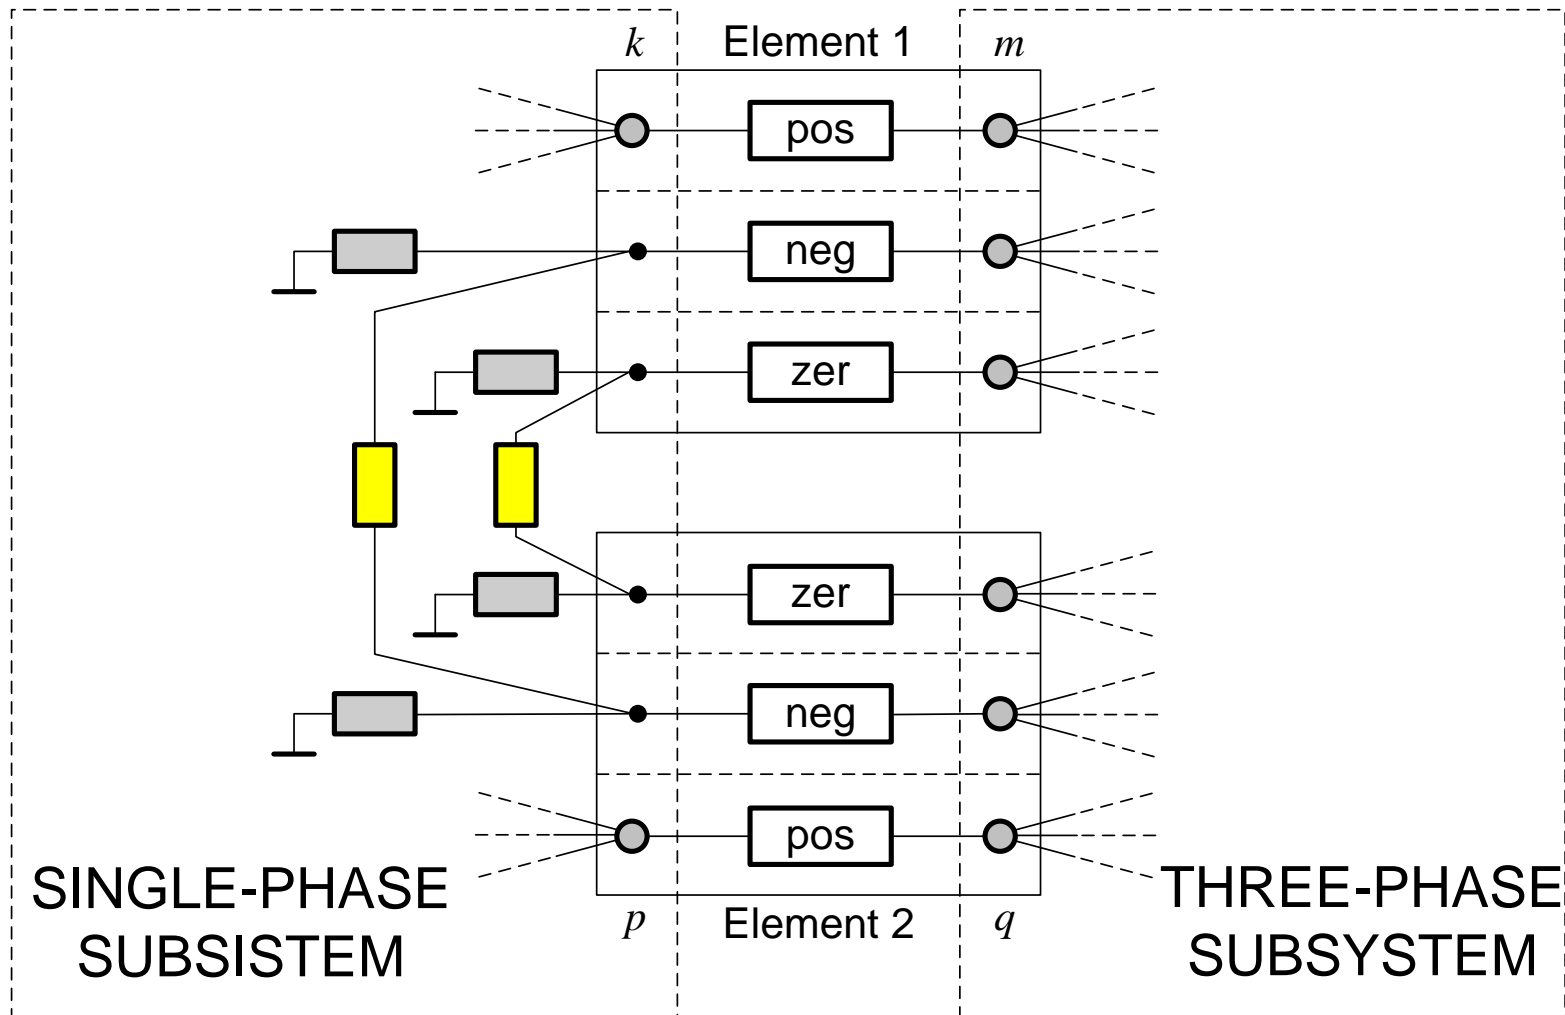 k Element 1 m
pos
neg
zer
zer
neg
pos
p Element 2 q
SINGLE-PHASE
SUBSISTEM
THREE-PHASE
SUBSYSTEM